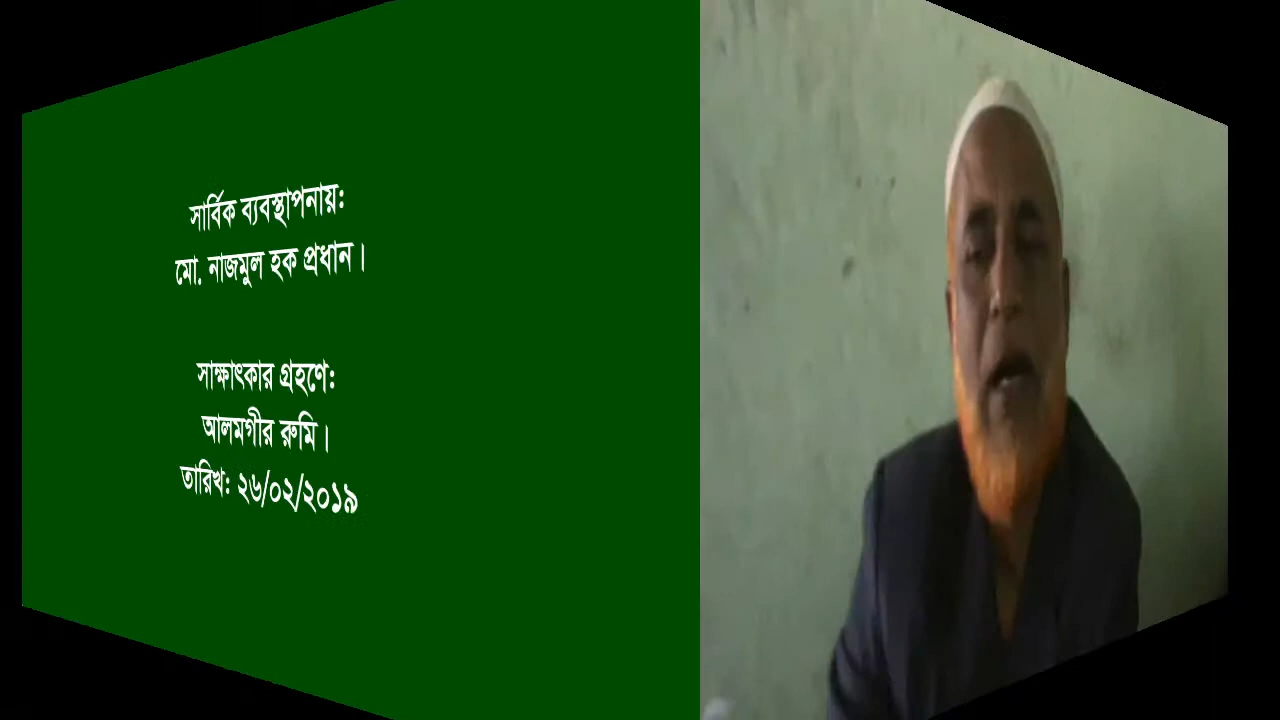 সার্বিক ব্যবস্থাপনায়:
মো. নাজমুল হক প্রধান।
সাক্ষাৎকার গ্রহণে:
আলমগীর রুমি।
তারিখ: ২৬/০২/২০১৯